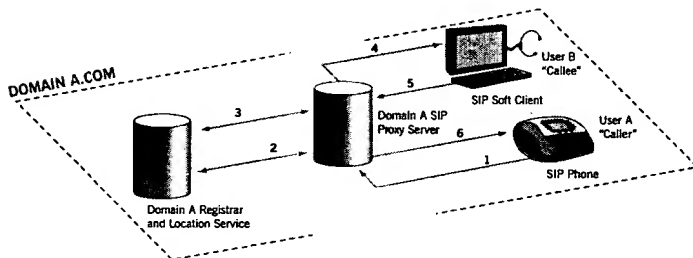 4
User B
"Callee"
DOMAIN A.COM
5
SIP Soft Client
3
Domain A SIP
Proxy Server
User A
"Caller"
6
2
1
SIP Phone
Domain A Registrar
and Location Service